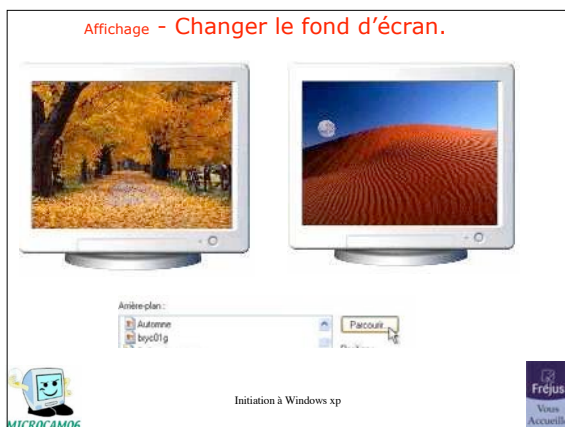 Affichage - Changer le fond d'écran.
Arrière-plan :
Automne
bryc01g
Parcourir...
Initiation à Windows xp
MICROCAM06
Fréjus
Vous
Accueille